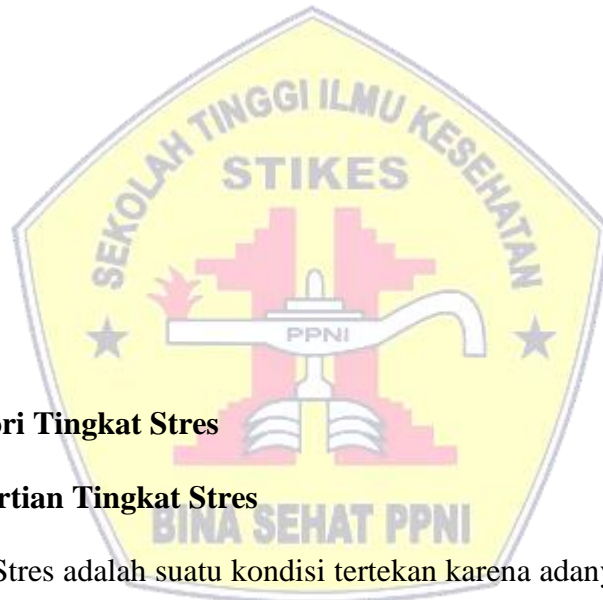 SEKOLAH TINGGI ILMU KESEHATAN
STIKES
PPNI
ri Tingkat Stres
rtian Tingkat Stres
BINA SEHAT PPNI
Stres adalah suatu kondisi tertekan karena adany